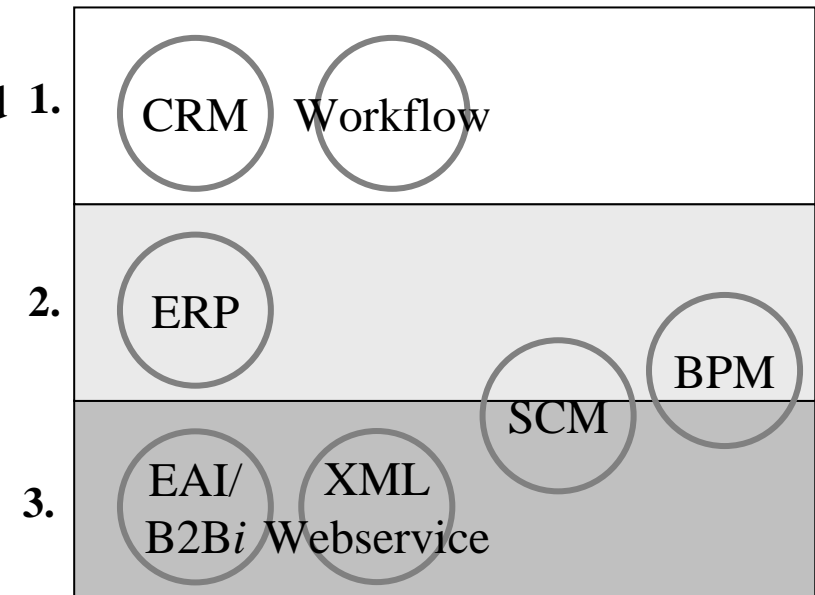 1.
CRM Workflow
2.
ERP
BPM
SCM
3.
EAI/ XML
B2Bi Webservice